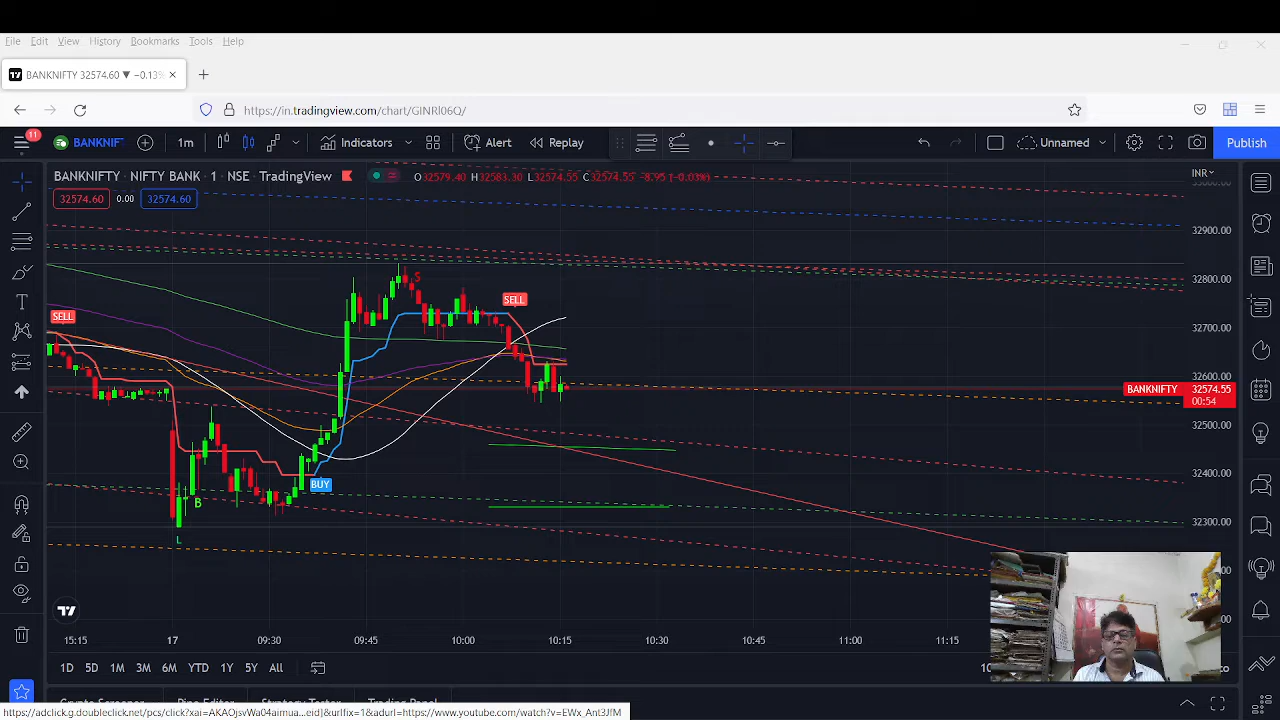 File Edit View History Bookmarks Tools Help
BANKNIFTY 32574.60 ▼ −0.13%
https://in.tradingview.com/chart/GINRl06Q/
11 BANKNIF 1m Indicators Alert Replay Unnamed Publish
BANKNIFTY · NIFTY BANK · 1 · NSE · TradingView O32579.40 H32583.30 L32574.55 C32574.55 −8.95 (−0.03%)
INR
32574.60 0.00 32574.60
32900.00
32800.00
S
SELL
SELL
32700.00
32600.00
BANKNIFTY 32574.55
00:54
32500.00
32400.00
BUY
B
32300.00
L
15:15 17 09:30 09:45 10:00 10:15 10:30 10:45 11:00 11:15
1D 5D 1M 3M 6M YTD 1Y 5Y All